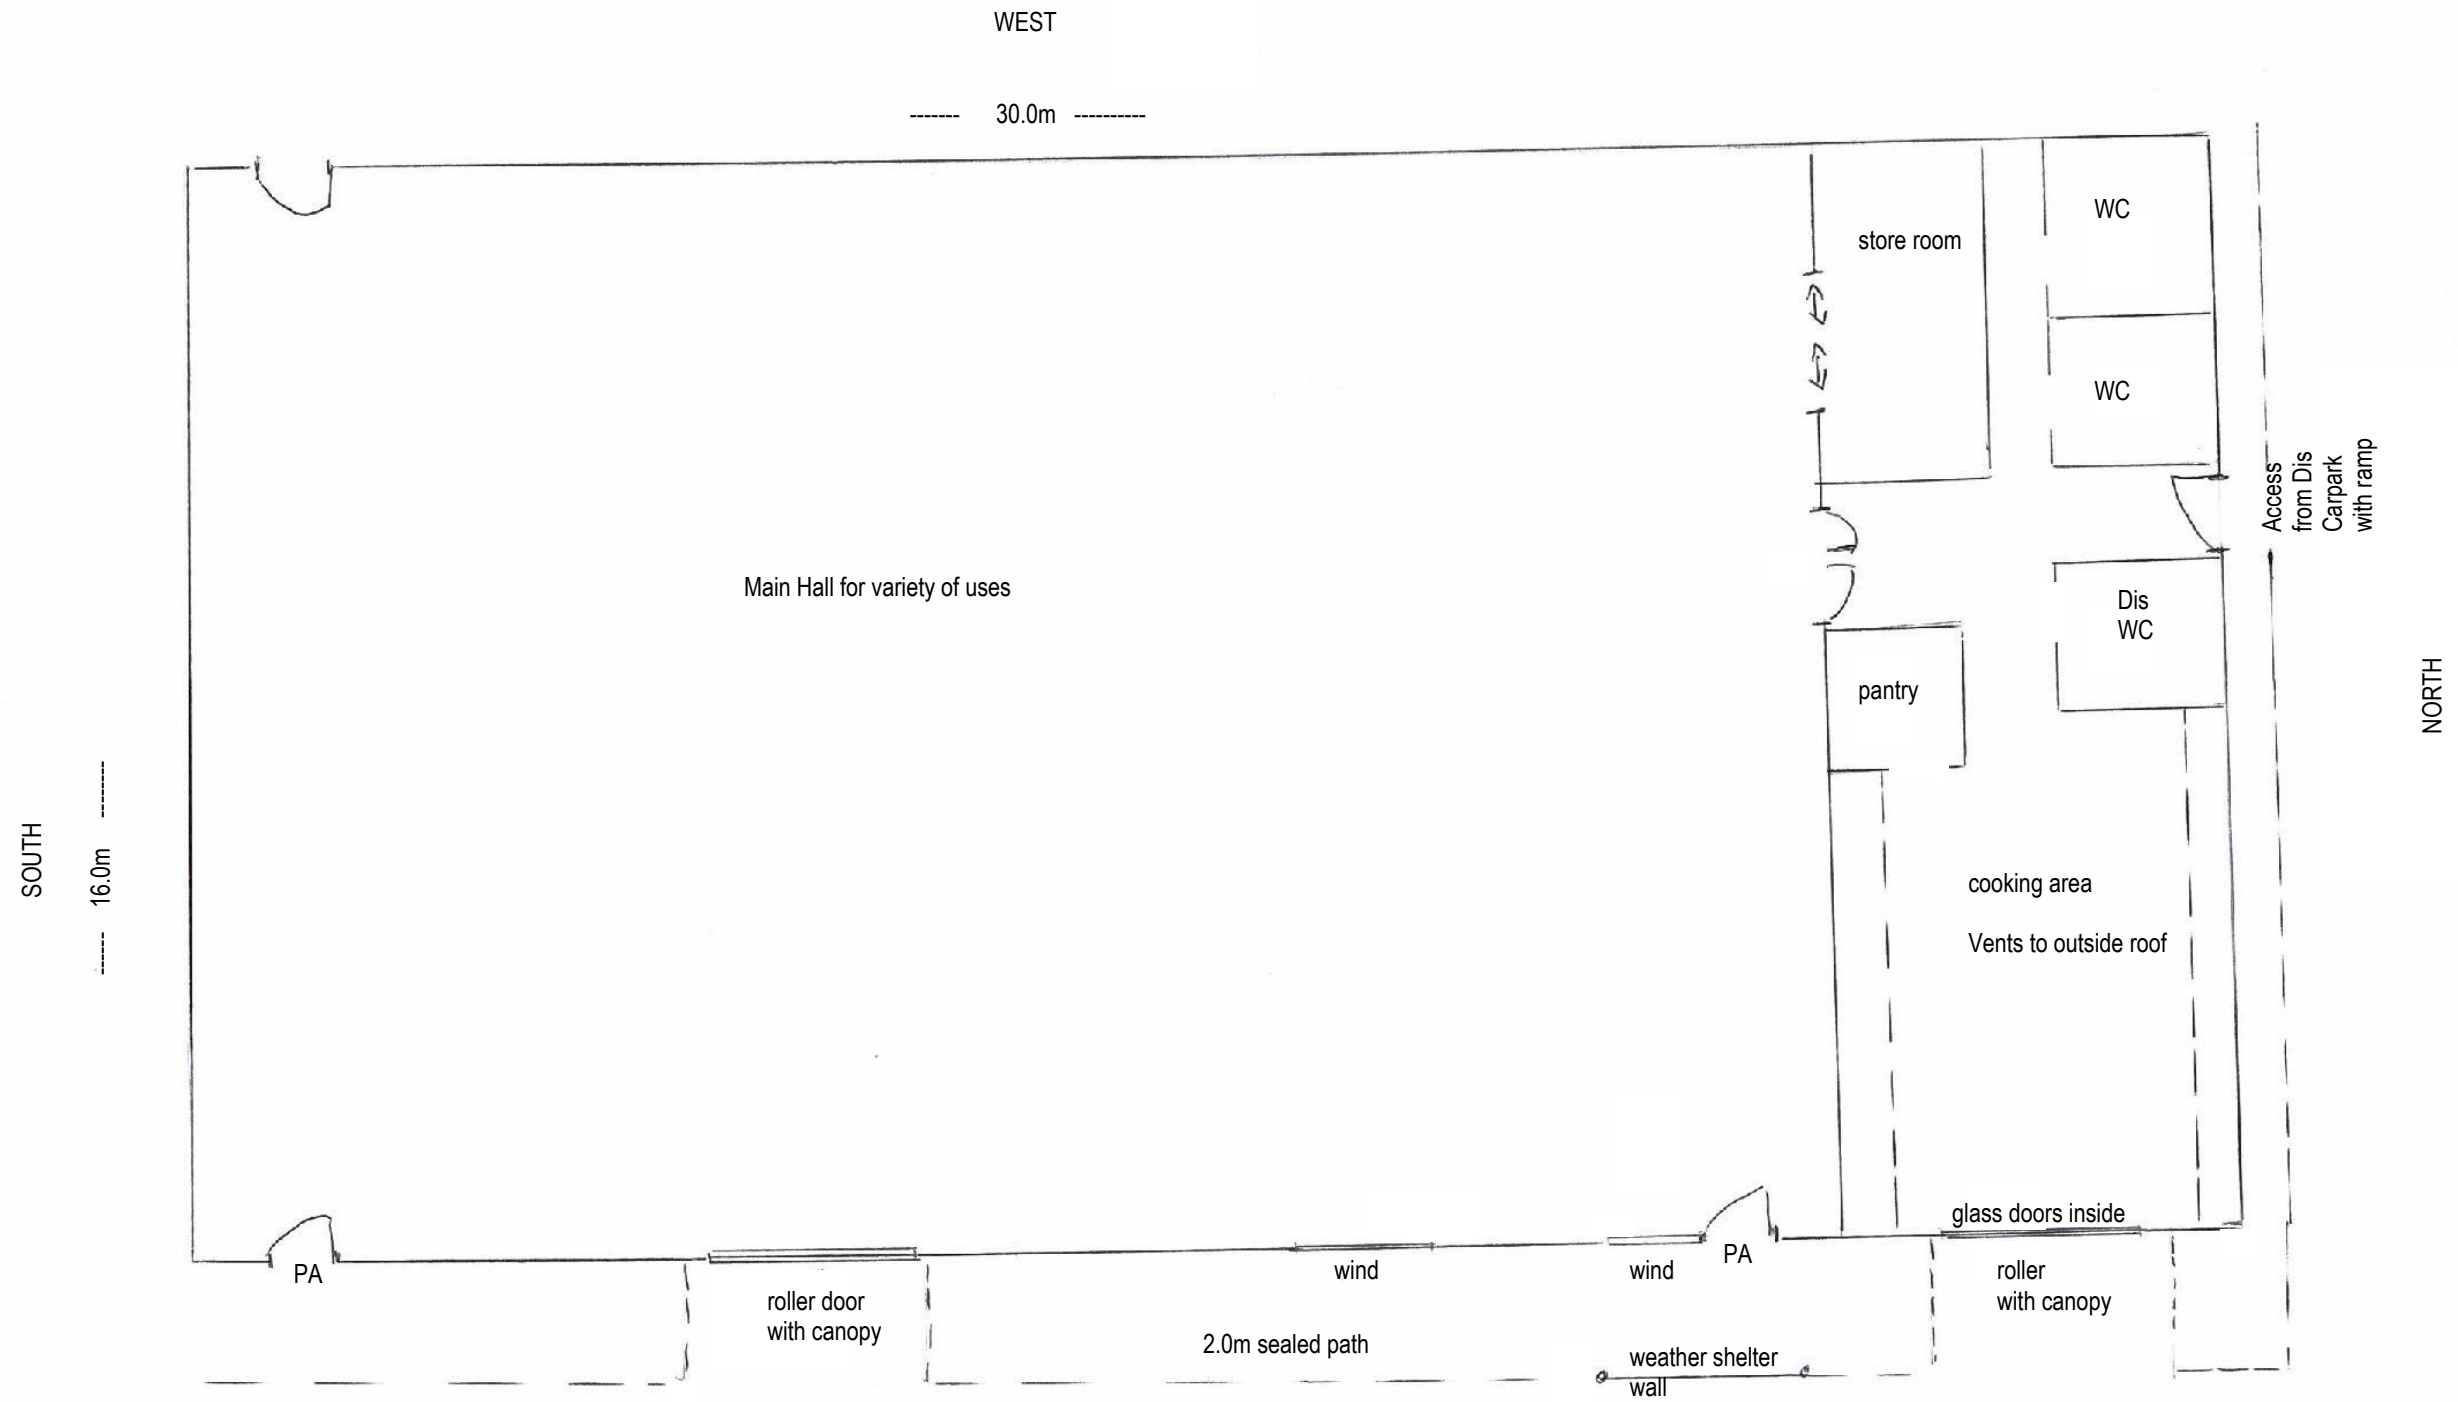 WEST
------- 30.0m ----------
WC
store room
WC
Access
from Dis
Carpark
with ramp
Main Hall for variety of uses
Dis
WC
pantry
NORTH
SOUTH
------ 16.0m --------
cooking area
Vents to outside roof
glass doors inside
PA
wind
wind
PA
roller
with canopy
roller door
with canopy
2.0m sealed path
weather shelter
wall